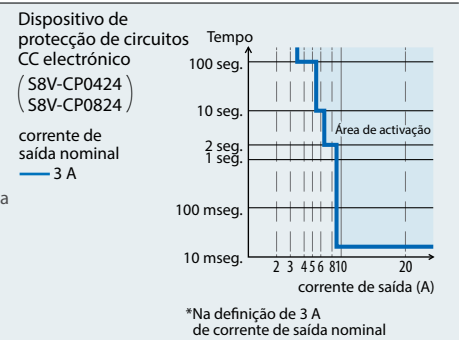 Dispositivo de
protecção de circuitos
CC electrónico
S8V-CP0424
S8V-CP0824
corrente de
saída nominal
3 A
a
Tempo
100 seg.
10 seg.
2 seg.
1 seg.
100 mseg.
10 mseg.
Área de activação
2 3 4 5 6 8 10 20
corrente de saída (A)
*Na definição de 3 A
de corrente de saída nominal